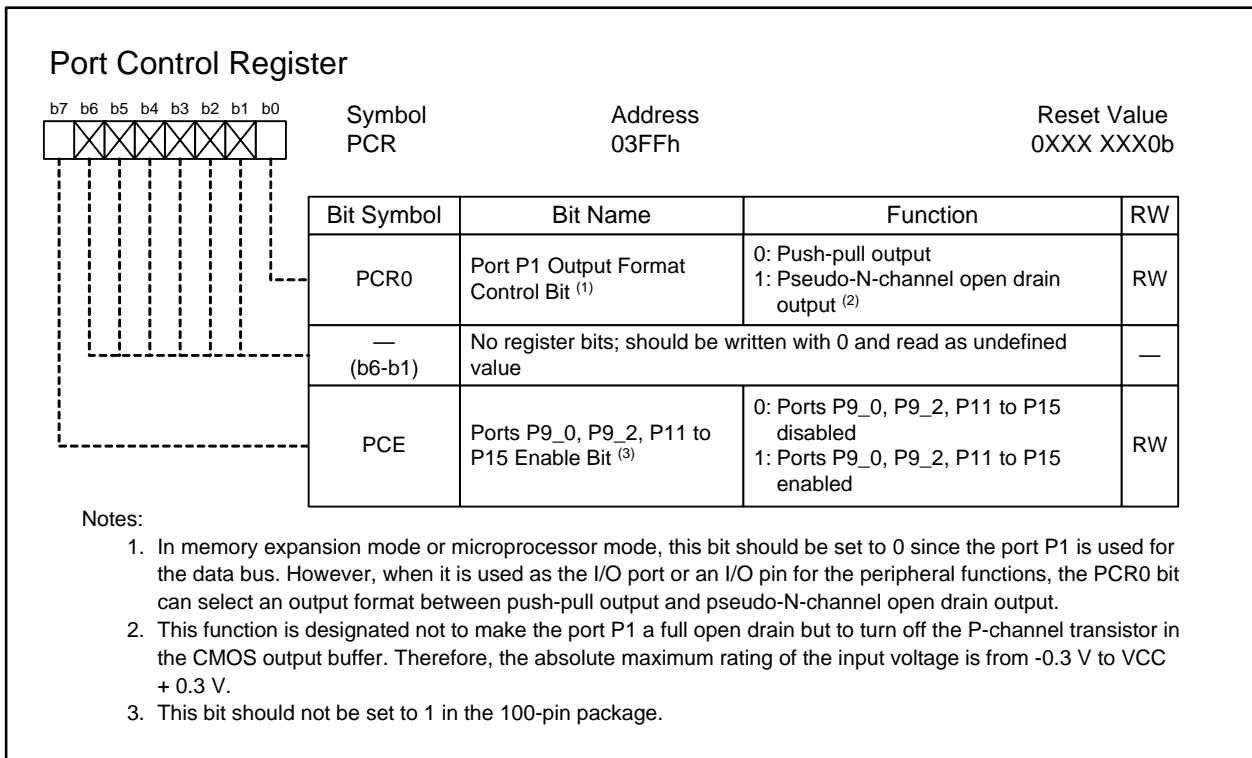 Port Control Register
b7 b6 b5 b4 b3 b2 b1 b0
Symbol Address Reset Value
PCR 03FFh 0XXX XXX0b
Bit Symbol Bit Name Function RW
PCR0 Port P1 Output Format Control Bit (1) 0: Push-pull output
1: Pseudo-N-channel open drain output (2) RW
— (b6-b1) No register bits; should be written with 0 and read as undefined value —
PCE Ports P9_0, P9_2, P11 to P15 Enable Bit (3) 0: Ports P9_0, P9_2, P11 to P15 disabled
1: Ports P9_0, P9_2, P11 to P15 enabled RW
Notes:
1. In memory expansion mode or microprocessor mode, this bit should be set to 0 since the port P1 is used for
the data bus. However, when it is used as the I/O port or an I/O pin for the peripheral functions, the PCR0 bit
can select an output format between push-pull output and pseudo-N-channel open drain output.
2. This function is designated not to make the port P1 a full open drain but to turn off the P-channel transistor in
the CMOS output buffer. Therefore, the absolute maximum rating of the input voltage is from -0.3 V to VCC
+ 0.3 V.
3. This bit should not be set to 1 in the 100-pin package.